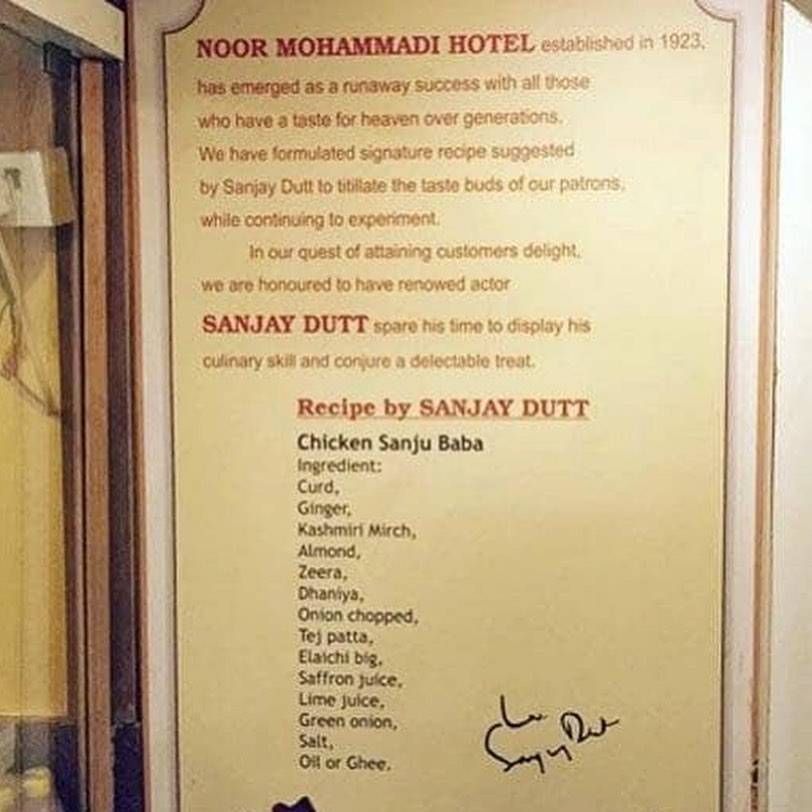 NOOR MOHAMMADI HOTEL established in 1923,
has emerged as a runaway success with all those
who have a taste for heaven over generations.
We have formulated signature recipe suggested
by Sanjay Dutt to titillate the taste buds of our patrons,
while continuing to experiment.
In our quest of attaining customers delight,
we are honoured to have renowed actor
SANJAY DUTT spare his time to display his
culinary skill and conjure a delectable treat.
Recipe by SANJAY DUTT
Chicken Sanju Baba
Ingredient:
Curd,
Ginger,
Kashmiri Mirch,
Almond,
Zeera,
Dhaniya,
Onion chopped,
Tej patta,
Elaichi big,
Saffron juice,
Lime juice,
Green onion,
Salt,
Oil or Ghee.